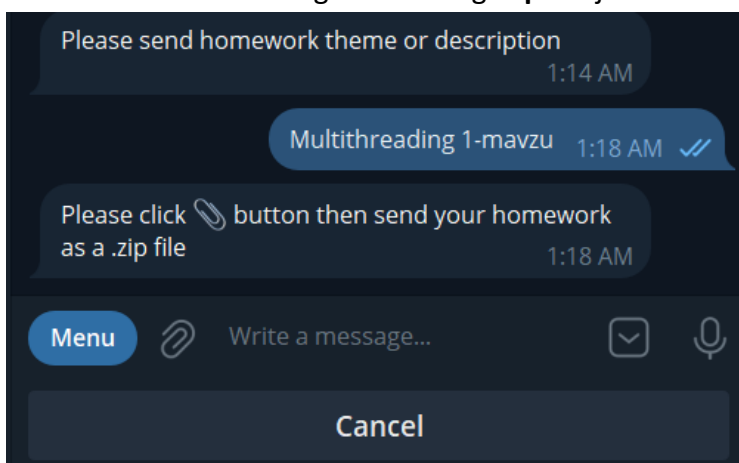 Please send homework theme or description
1:14 AM
Multithreading 1-mavzu 1:18 AM
Please click button then send your homework
as a .zip file 1:18 AM
Menu Write a message...
Cancel